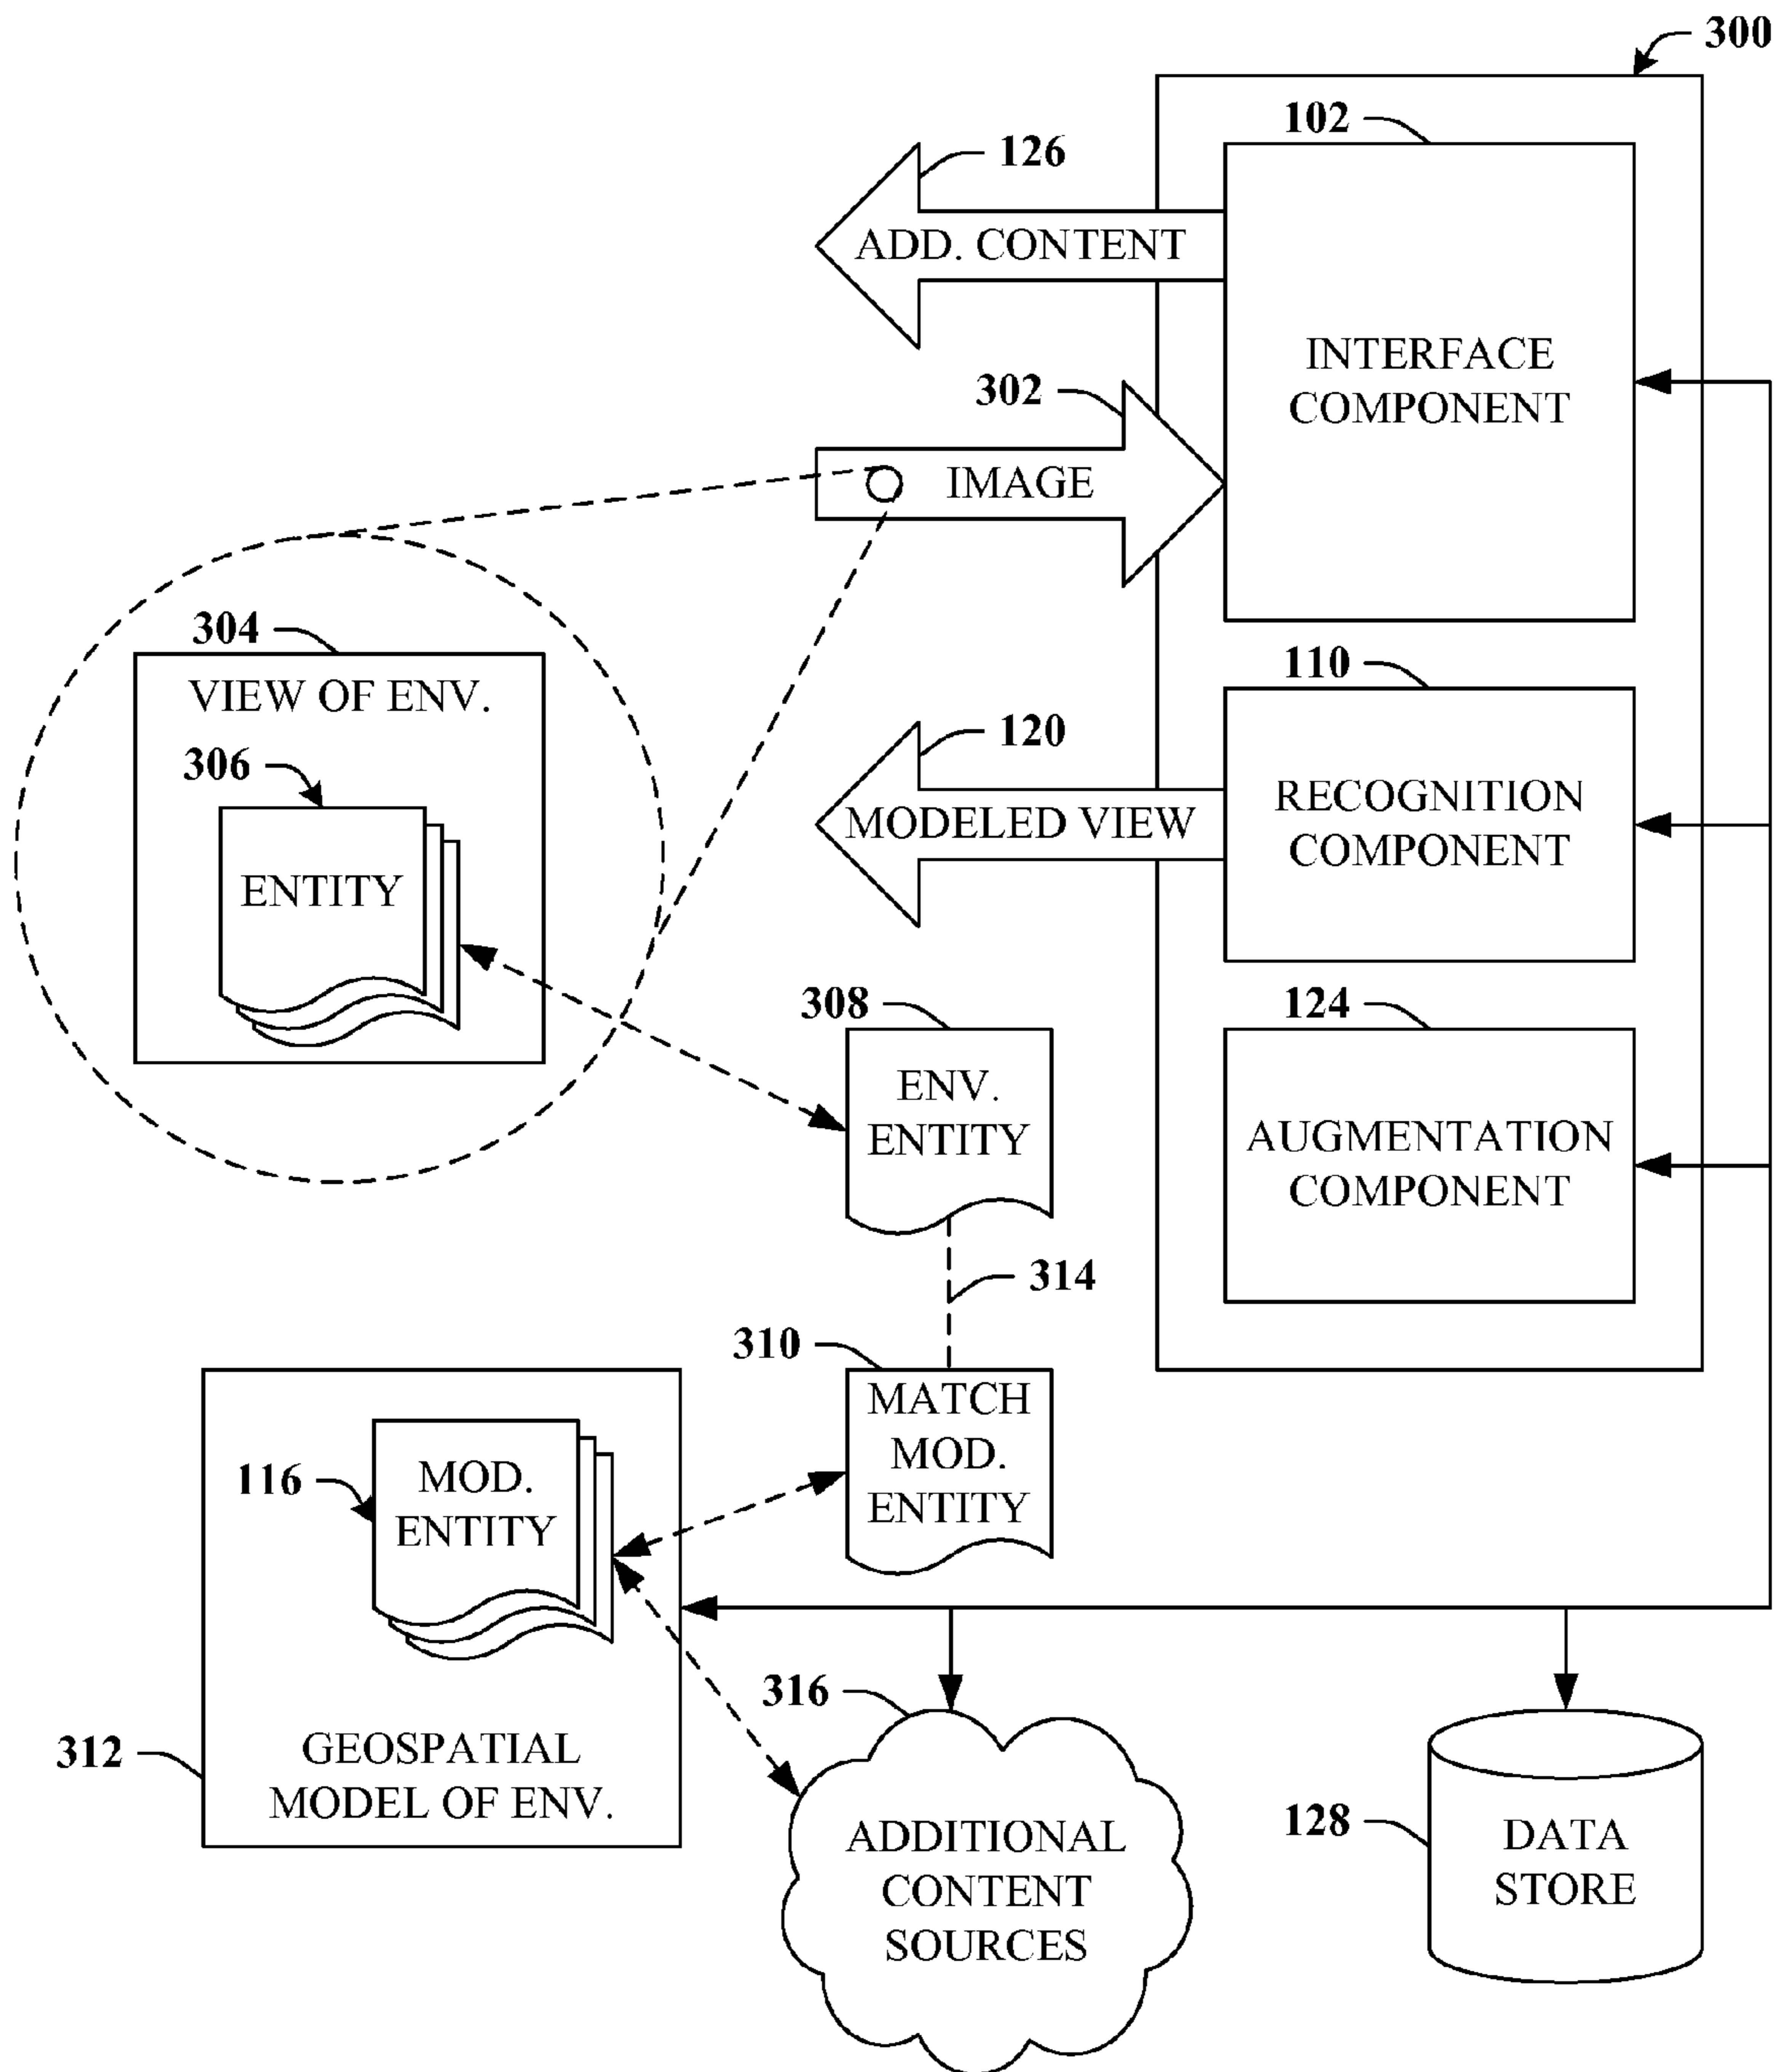 300
102
126
ADD. CONTENT
INTERFACE
COMPONENT
302
IMAGE
304
VIEW OF ENV.
306
ENTITY
110
120
RECOGNITION
COMPONENT
MODELED VIEW
308
ENV.
ENTITY
124
AUGMENTATION
COMPONENT
314
310
MATCH
MOD.
ENTITY
116
MOD.
ENTITY
312
GEOSPATIAL
MODEL OF ENV.
316
ADDITIONAL
CONTENT
SOURCES
128
DATA
STORE